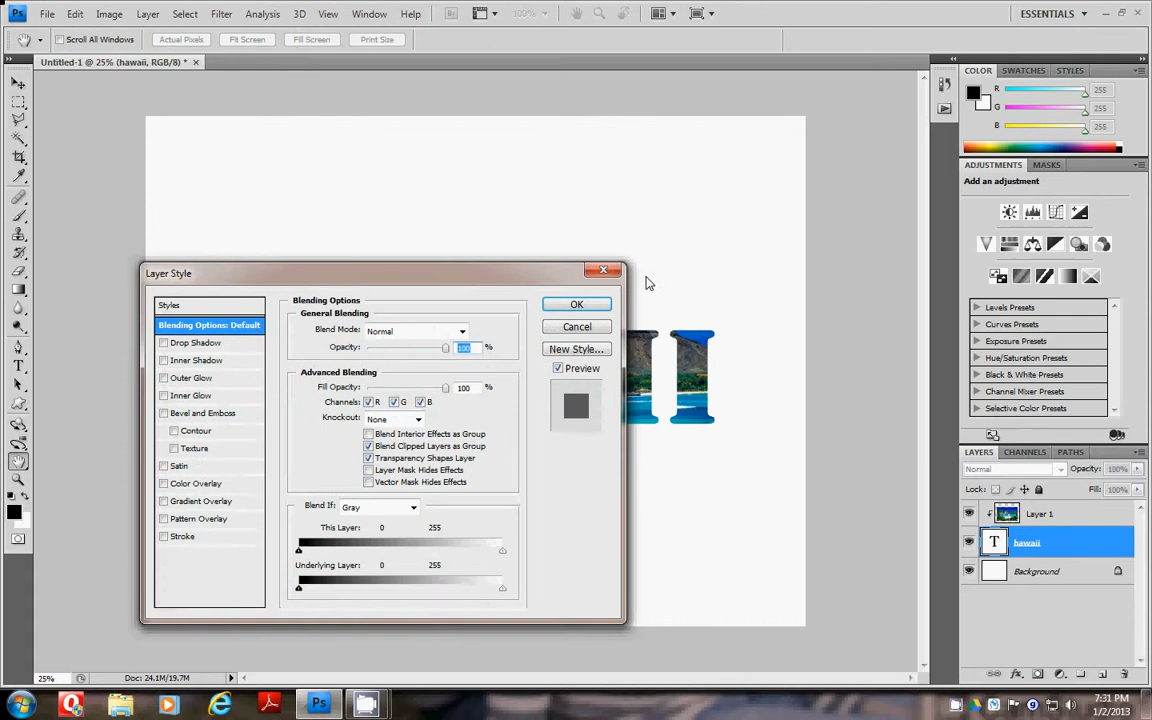 Ps File Edit Image Layer Select Filter Analysis 3D View Window Help Br 100% ESSENTIALS
Scroll All Windows Actual Pixels Fit Screen Fill Screen Print Size
Untitled-1 @ 25% (hawaii, RGB/8) *
COLOR SWATCHES STYLES
R 255
G 255
B 255
ADJUSTMENTS MASKS
Add an adjustment
Levels Presets
Curves Presets
Exposure Presets
Hue/Saturation Presets
Black & White Presets
Channel Mixer Presets
Selective Color Presets
LAYERS CHANNELS PATHS
Normal Opacity: 100%
Lock: Fill: 100%
Layer 1
T hawaii
Background
Layer Style
Styles
Blending Options: Default
Drop Shadow
Inner Shadow
Outer Glow
Inner Glow
Bevel and Emboss
Contour
Texture
Satin
Color Overlay
Gradient Overlay
Pattern Overlay
Stroke
Blending Options
General Blending
Blend Mode: Normal
Opacity: 100 %
Advanced Blending
Fill Opacity: 100 %
Channels: R G B
Knockout: None
Blend Interior Effects as Group
Blend Clipped Layers as Group
Transparency Shapes Layer
Layer Mask Hides Effects
Vector Mask Hides Effects
Blend If: Gray
This Layer: 0 255
Underlying Layer: 0 255
OK
Cancel
New Style...
Preview
II
25% Doc: 24.1M/19.7M
Ps
7:31 PM
1/2/2013